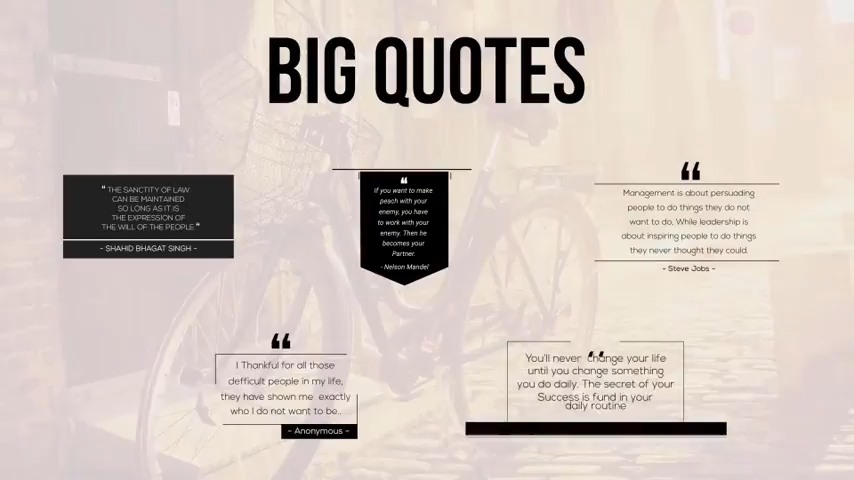 BIG QUOTES
❝ THE SANCTITY OF LAW
CAN BE MAINTAINED
SO LONG AS IT IS
THE EXPRESSION OF
THE WILL OF THE PEOPLE.❞
- SHAHID BHAGAT SINGH -
❝
If you want to make
peach with your
enemy, you have
to work with your
enemy. Then he
becomes your
Partner.
- Nelson Mandel
❝
Management is about persuading
people to do things they do not
want to do, While leadership is
about inspiring people to do things
they never thought they could.
- Steve Jobs -
❝
I Thankful for all those
defficult people in my life,
they have shown me exactly
who I do not want to be..
- Anonymous -
❝
You'll never change your life
until you change something
you do daily. The secret of your
Success is fund in your
daily routine